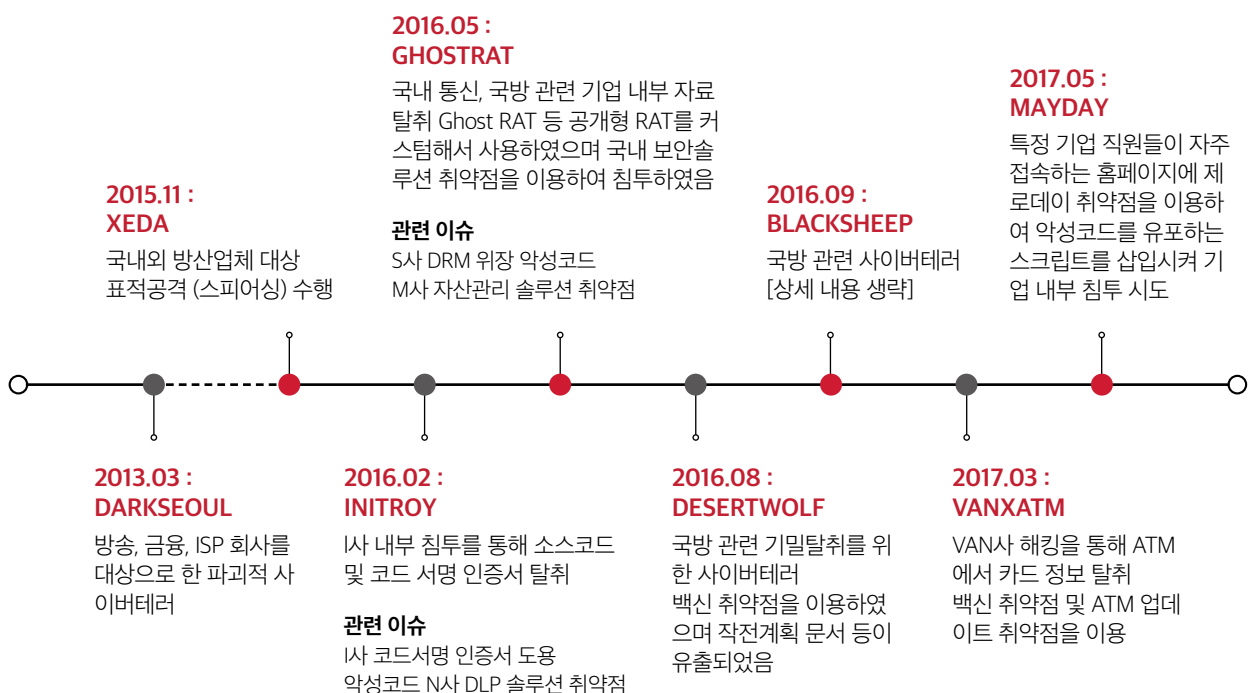 2016.05 :
GHOSTRAT
국내 통신, 국방 관련 기업 내부 자료
탈취 Ghost RAT 등 공개형 RAT를 커
스텀해서 사용하였으며 국내 보안솔
루션 취약점을 이용하여 침투하였음
관련 이슈
S사 DRM 위장 악성코드
M사 자산관리 솔루션 취약점
2017.05 :
MAYDAY
특정 기업 직원들이 자주
접속하는 홈페이지에 제
로데이 취약점을 이용하
여 악성코드를 유포하는
스크립트를 삽입시켜 기
업 내부 침투 시도
2015.11 :
XEDA
국내외 방산업체 대상
표적공격 (스피어싱) 수행
2016.09 :
BLACKSHEEP
국방 관련 사이버테러
[상세 내용 생략]
2013.03 :
DARKSEOUL
방송, 금융, ISP 회사를
대상으로 한 파괴적 사
이버테러
2016.02 :
INITROY
I사 내부 침투를 통해 소스코드
및 코드 서명 인증서 탈취
관련 이슈
I사 코드서명 인증서 도용
악성코드 N사 DLP 솔루션 취약점
2016.08 :
DESERTWOLF
국방 관련 기밀탈취를 위
한 사이버테러
백신 취약점을 이용하였
으며 작전계획 문서 등이
유출되었음
2017.03 :
VANXATM
VAN사 해킹을 통해 ATM
에서 카드 정보 탈취
백신 취약점 및 ATM 업데
이트 취약점을 이용